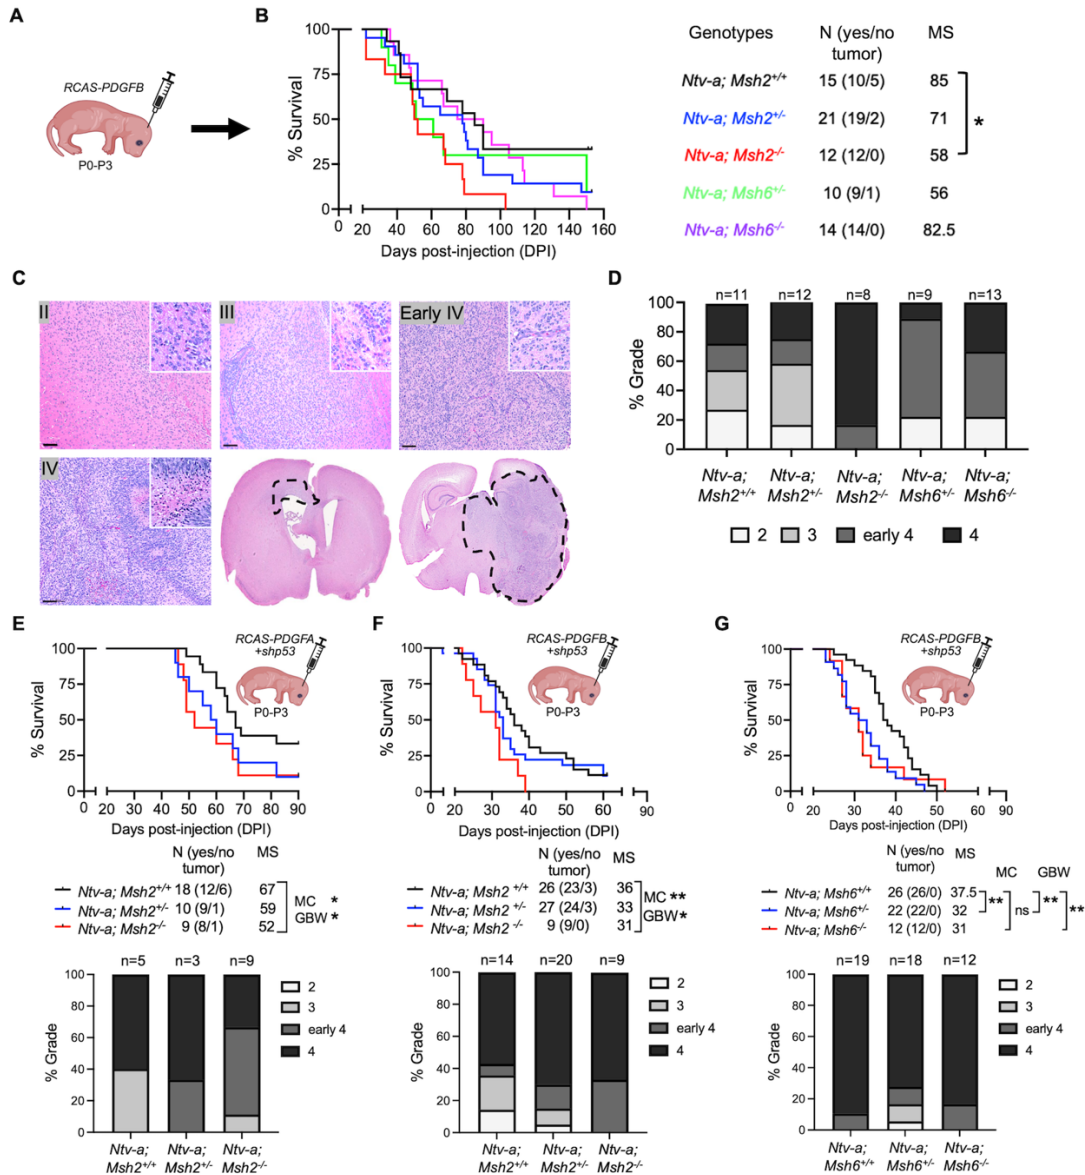 A
RCAS-PDGFB
P0-P3
B
% Survival
100
75
50
25
0
0 20 40 60 80 100 120 140 160
Days post-injection (DPI)
Genotypes N (yes/no tumor) MS
Ntv-a; Msh2+/+ 15 (10/5) 85
Ntv-a; Msh2+/- 21 (19/2) 71
Ntv-a; Msh2-/- 12 (12/0) 58
*
Ntv-a; Msh6+/- 10 (9/1) 56
Ntv-a; Msh6-/- 14 (14/0) 82.5
C
II
III
Early IV
IV
D
n=11 n=12 n=8 n=9 n=13
% Grade
100
80
60
40
20
0
Ntv-a; Ntv-a; Ntv-a; Ntv-a; Ntv-a;
Msh2+/+ Msh2+/- Msh2-/- Msh6+/- Msh6-/-
2 3 early 4 4
E
RCAS-PDGFA
+shp53
P0-P3
% Survival
100
75
50
25
0
0 20 30 40 50 60 70 80 90
Days post-injection (DPI)
N (yes/no tumor) MS
Ntv-a; Msh2+/+ 18 (12/6) 67
Ntv-a; Msh2+/- 10 (9/1) 59
Ntv-a; Msh2-/- 9 (8/1) 52
MC *
GBW *
n=5 n=3 n=9
% Grade
100
80
60
40
20
0
Ntv-a; Ntv-a; Ntv-a;
Msh2+/+ Msh2+/- Msh2-/-
2
3
early 4
4
F
RCAS-PDGFB
+shp53
P0-P3
% Survival
100
75
50
25
0
0 20 30 40 50 60 90
Days post-injection (DPI)
N (yes/no tumor) MS
Ntv-a; Msh2 +/+ 26 (23/3) 36
Ntv-a; Msh2 +/- 27 (24/3) 33
Ntv-a; Msh2 -/- 9 (9/0) 31
MC **
GBW *
n=14 n=20 n=9
% Grade
100
80
60
40
20
0
Ntv-a; Ntv-a; Ntv-a;
Msh2+/+ Msh2+/- Msh2-/-
2
3
early 4
4
G
RCAS-PDGFB
+shp53
P0-P3
% Survival
100
75
50
25
0
0 20 30 40 50 60 90
Days post-injection (DPI)
N (yes/no tumor) MS MC GBW
Ntv-a; Msh6+/+ 26 (26/0) 37.5
Ntv-a; Msh6+/- 22 (22/0) 32
Ntv-a; Msh6-/- 12 (12/0) 31
** ns ** **
n=19 n=18 n=12
% Grade
100
80
60
40
20
0
Ntv-a; Ntv-a; Ntv-a;
Msh6+/+ Msh6+/- Msh6-/-
2
3
early 4
4